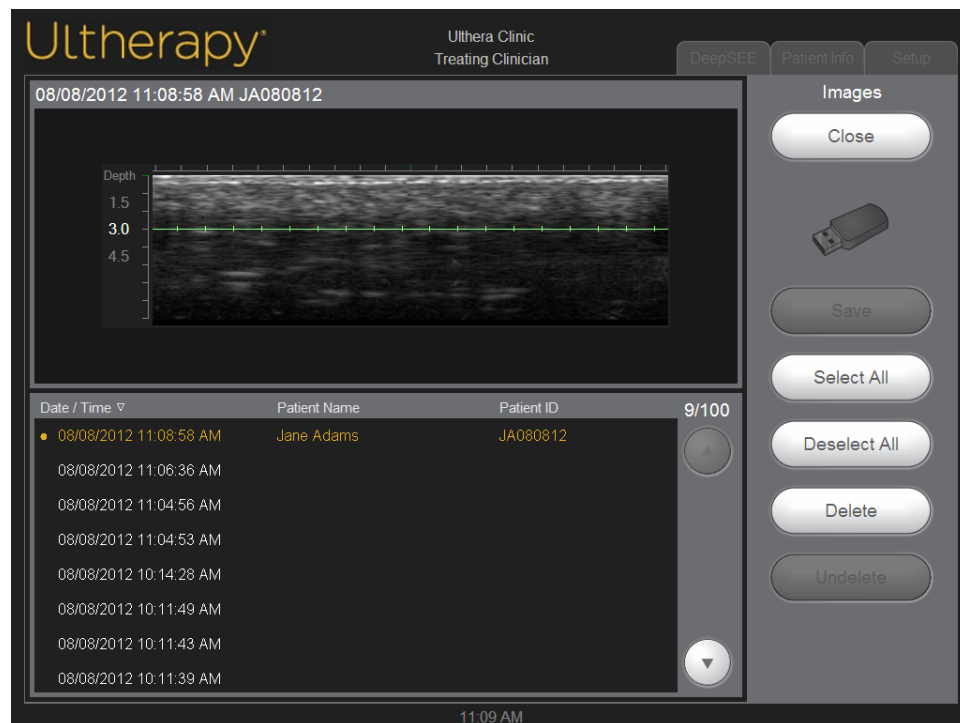 Ultherapy®
Ulthera Clinic
Treating Clinician
DeepSEE
Patient Info
Setup
08/08/2012 11:08:58 AM JA080812
Depth
1.5
3.0
4.5
Date / Time Patient Name Patient ID 9/100
08/08/2012 11:08:58 AM Jane Adams JA080812
08/08/2012 11:06:36 AM
08/08/2012 11:04:56 AM
08/08/2012 11:04:53 AM
08/08/2012 10:14:28 AM
08/08/2012 10:11:49 AM
08/08/2012 10:11:43 AM
08/08/2012 10:11:39 AM
Images
Close
Save
Select All
Deselect All
Delete
Undelete
11:09 AM